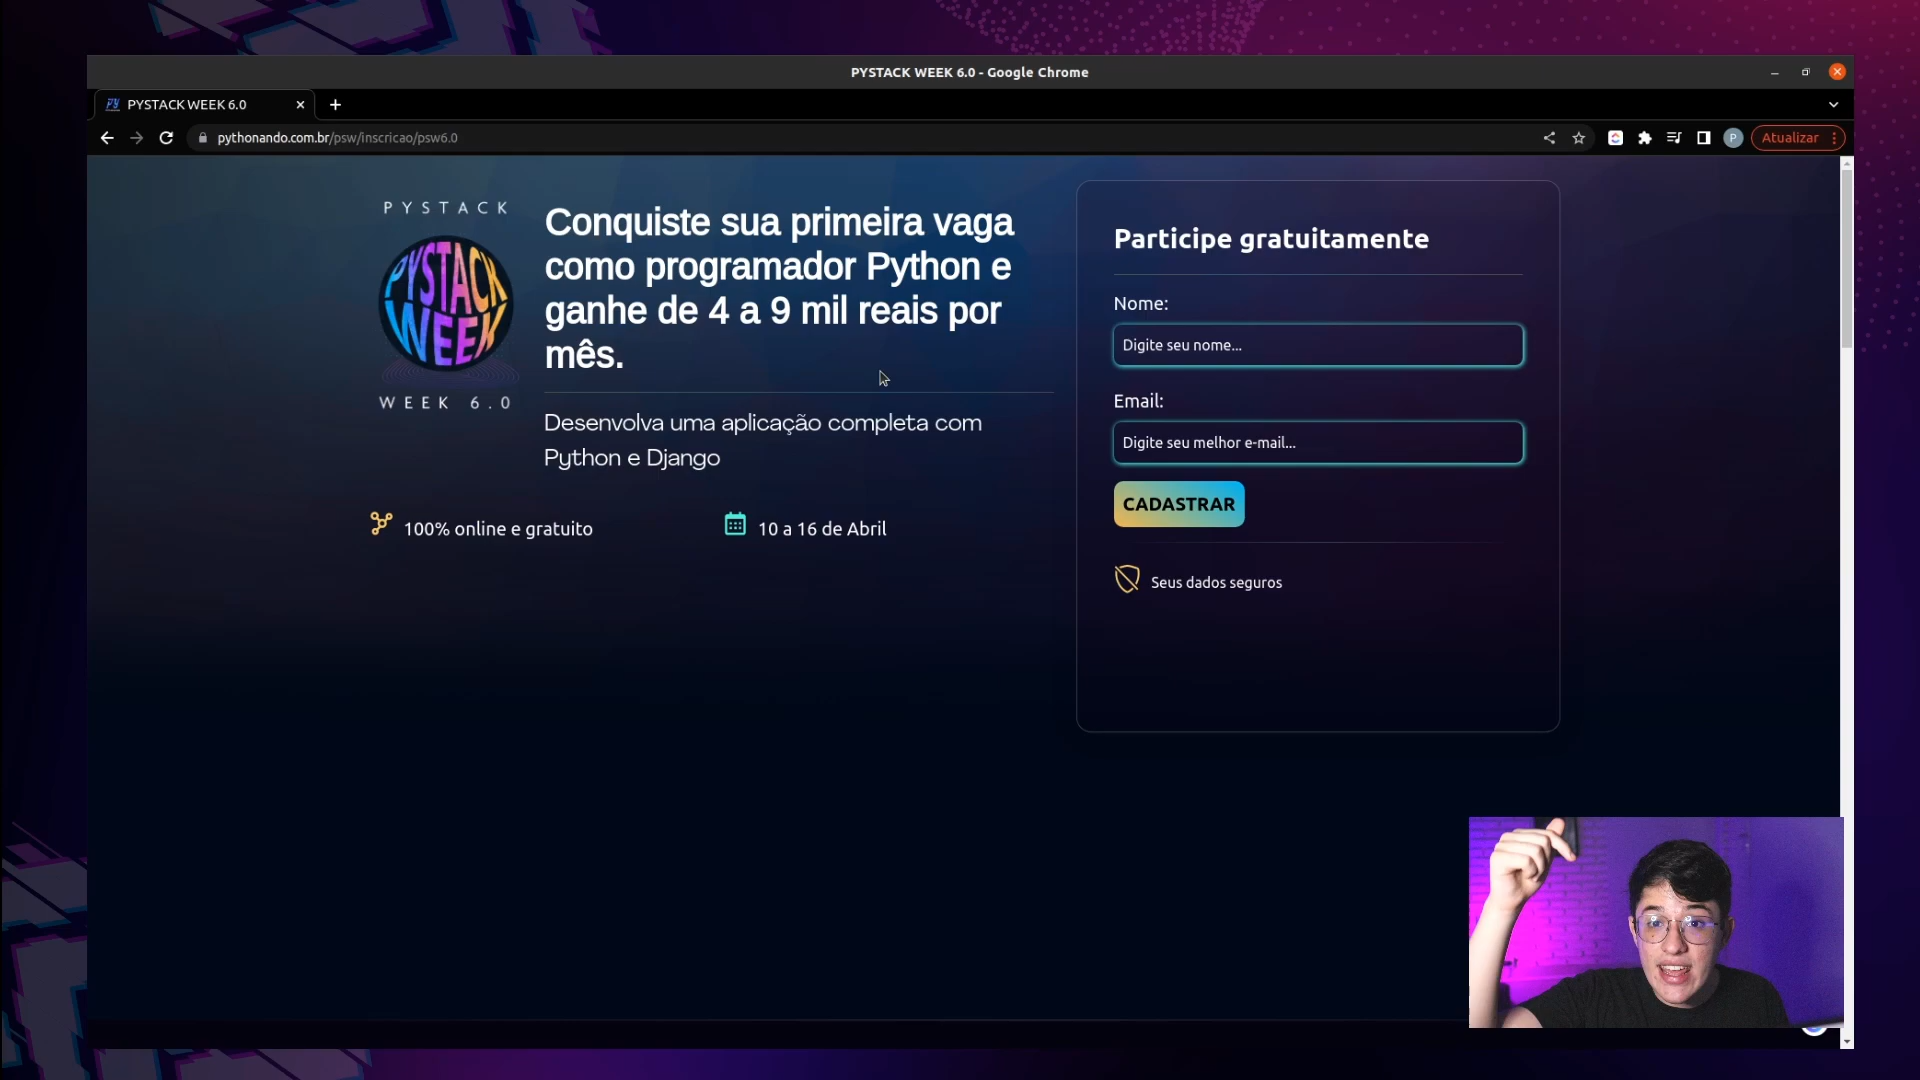 PYSTACK WEEK 6.0 - Google Chrome
PYSTACK WEEK 6.0
pythonando.com.br/psw/inscricao/psw6.0
P
Atualizar
PYSTACK
PYSTACK
WEEK
WEEK 6.0
Conquiste sua primeira vaga
como programador Python e
ganhe de 4 a 9 mil reais por
mês.
Desenvolva uma aplicação completa com
Python e Django
100% online e gratuito
10 a 16 de Abril
Participe gratuitamente
Nome:
Digite seu nome...
Email:
Digite seu melhor e-mail...
CADASTRAR
Seus dados seguros